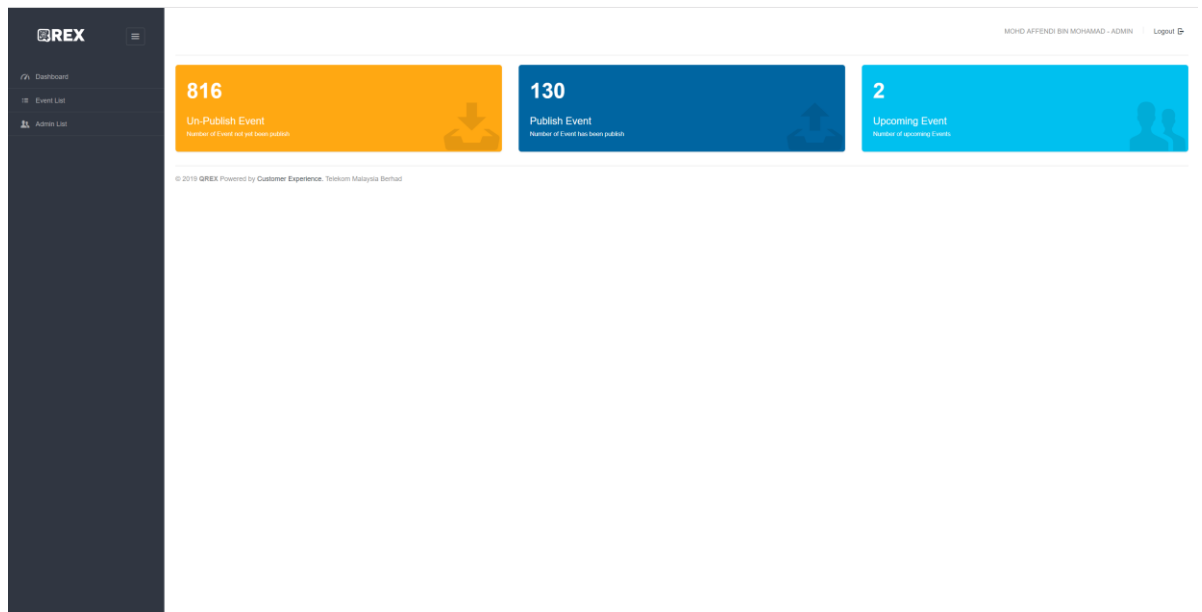 QREX
MOHD AFFENDI BIN MOHAMAD - ADMIN
Logout
Dashboard
Event List
Admin List
816
Un-Publish Event
Number of Event not yet been publish
130
Publish Event
Number of Event has been publish
2
Upcoming Event
Number of upcoming Events
© 2019 QREX Powered by Customer Experience. Telekom Malaysia Berhad